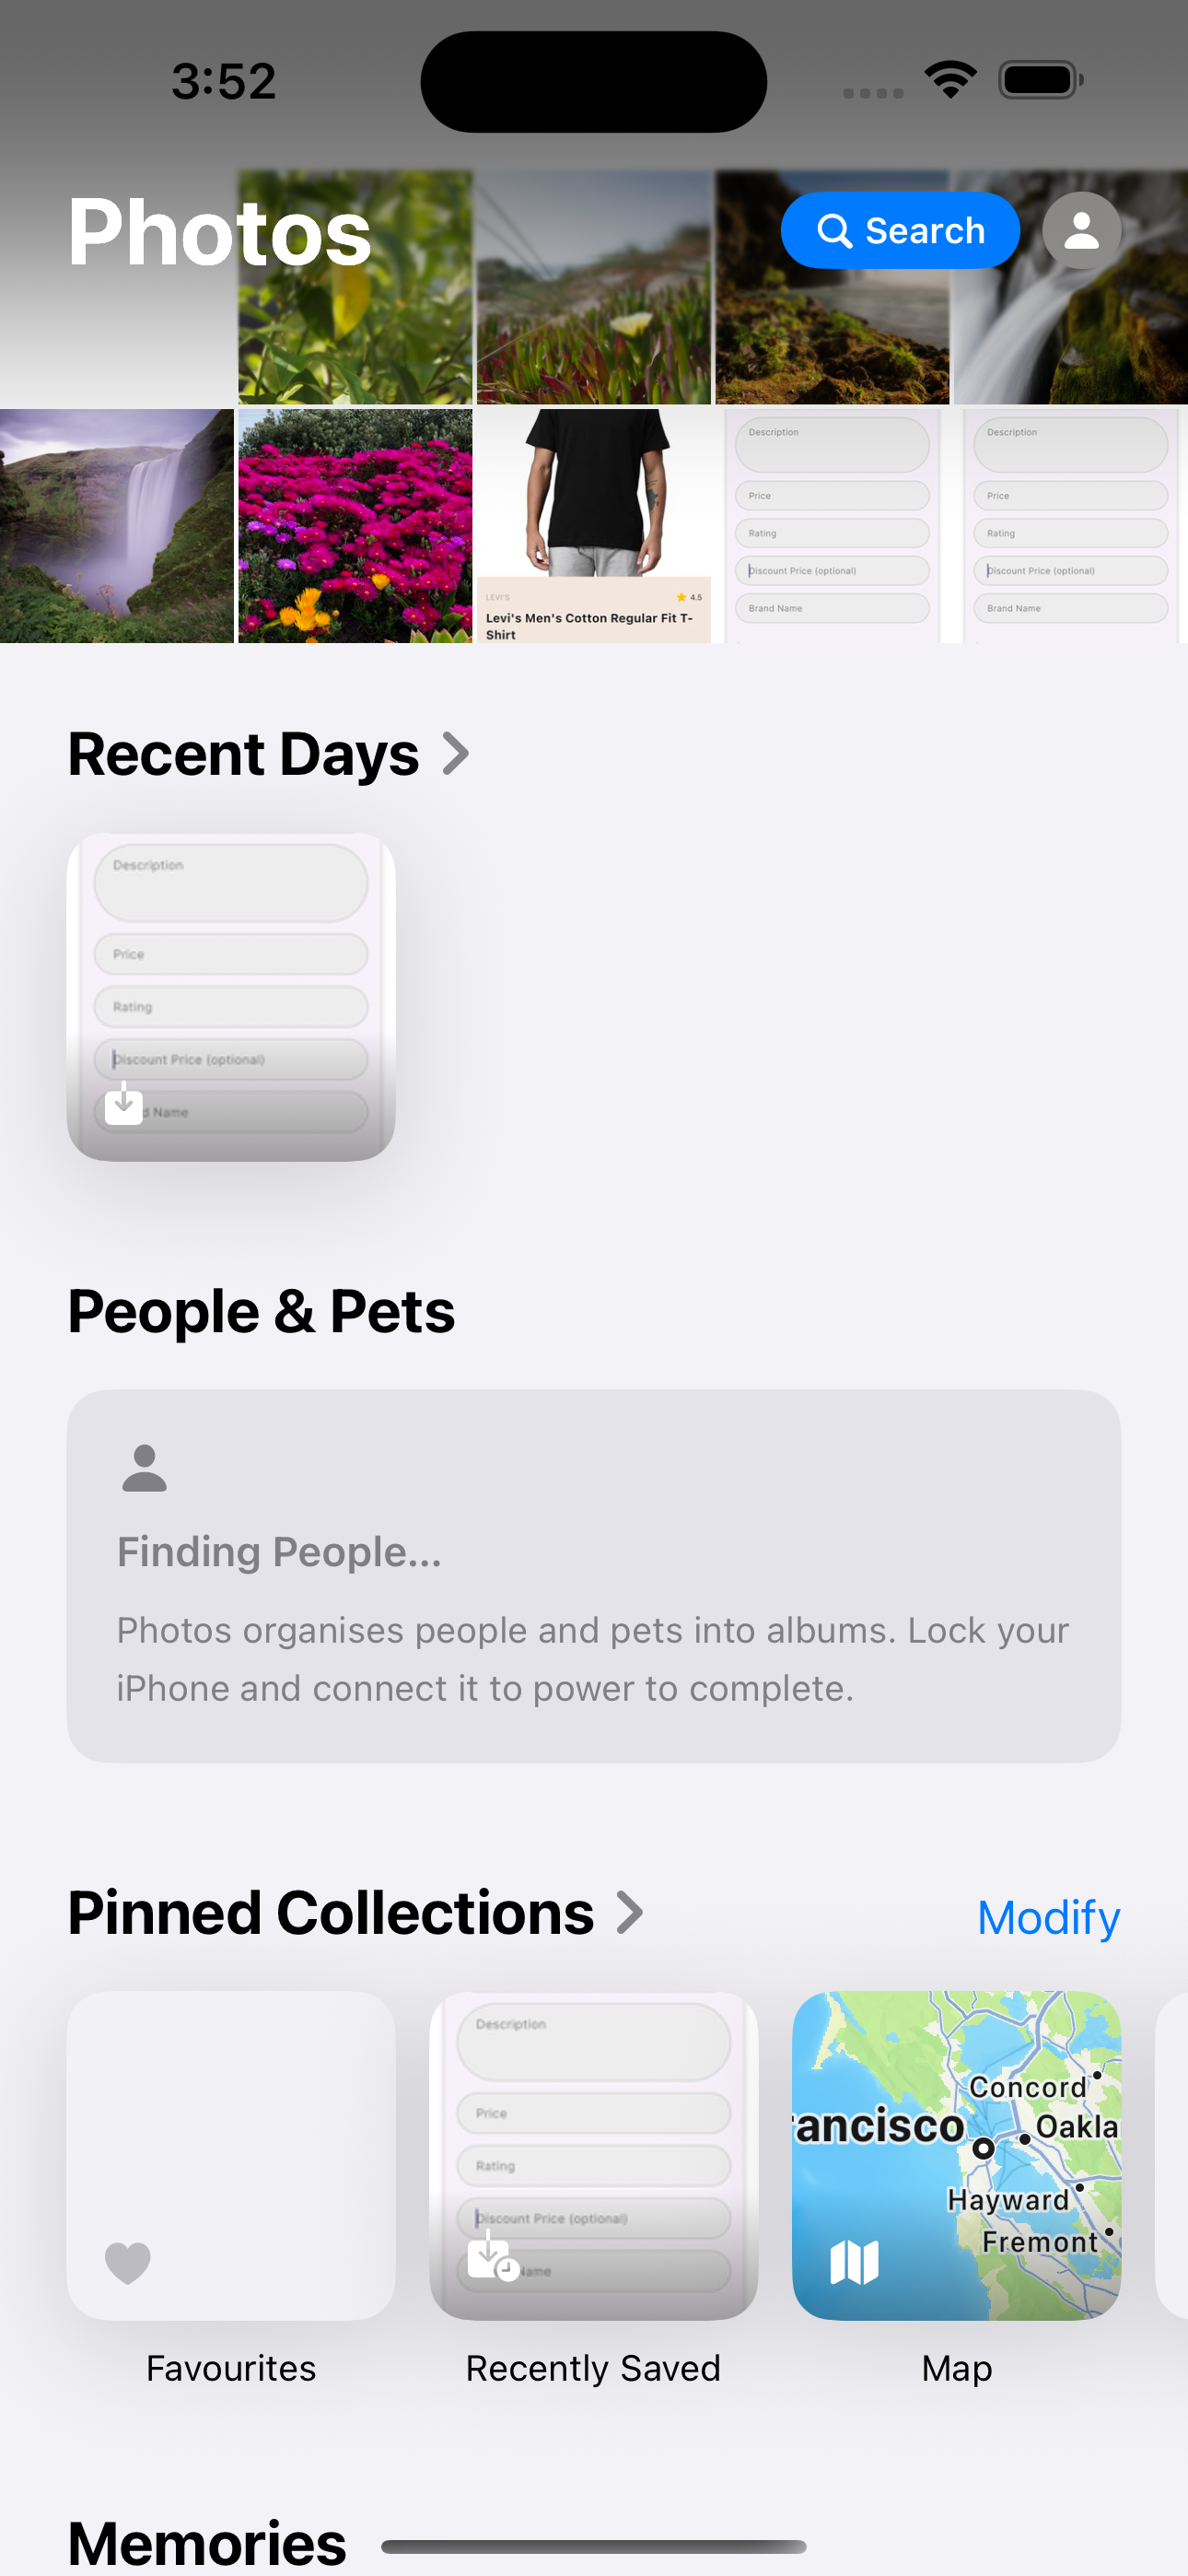 3:52
Photos
Search
LEVI'S
4.5
Levi's Men's Cotton Regular Fit T-
Shirt
Description
Price
Rating
Discount Price (optional)
Brand Name
Description
Price
Rating
Discount Price (optional)
Brand Name
Recent Days
Description
Price
Rating
Discount Price (optional)
d Name
People & Pets
Finding People...
Photos organises people and pets into albums. Lock your
iPhone and connect it to power to complete.
Pinned Collections
Modify
Description
Price
Rating
Discount Price (optional)
Name
Concord
rancisco
Oakla
Hayward
Fremont
Favourites
Recently Saved
Map
Memories